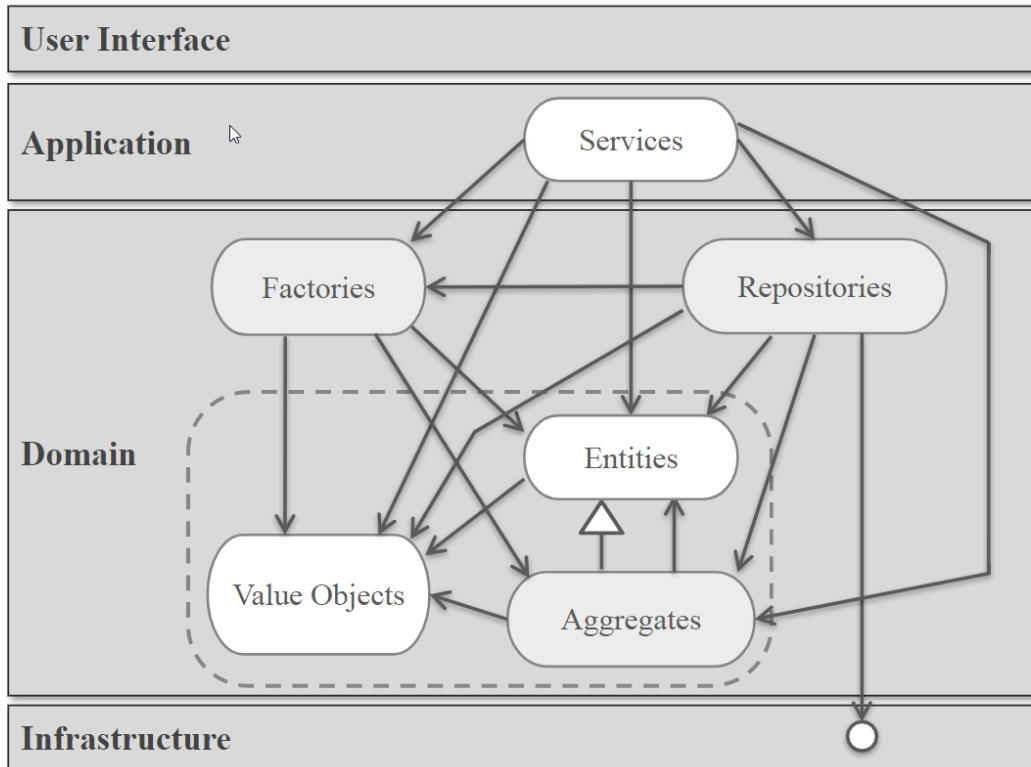 User Interface
Application
Services
Factories
Repositories
Domain
Entities
Value Objects
Aggregates
Infrastructure